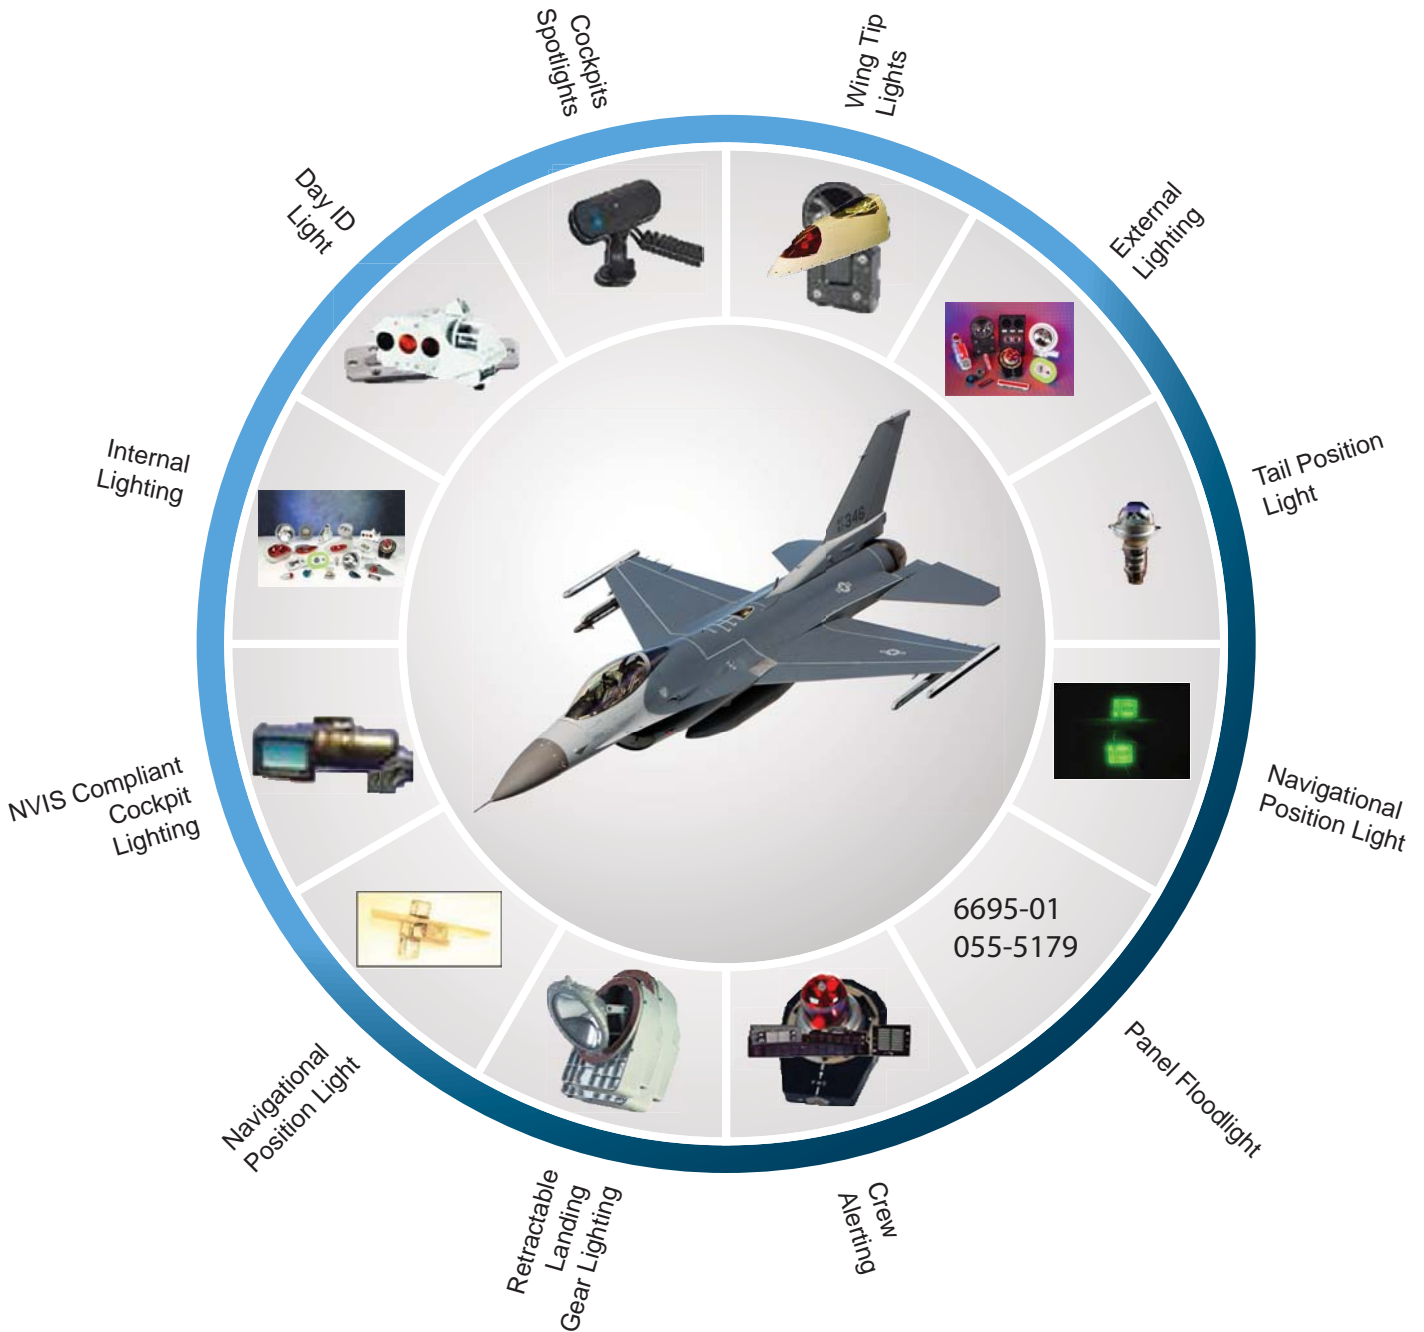 Cockpits
Spotlights
Wing Tip
Lights
External
Lighting
Tail Position
Light
Navigational
Position Light
Panel Floodlight
Crew
Alerting
Retractable
Landing
Gear Lighting
Navigational
Position Light
NVIS Compliant
Cockpit
Lighting
Internal
Lighting
Day ID
Light
6695-01
055-5179
346